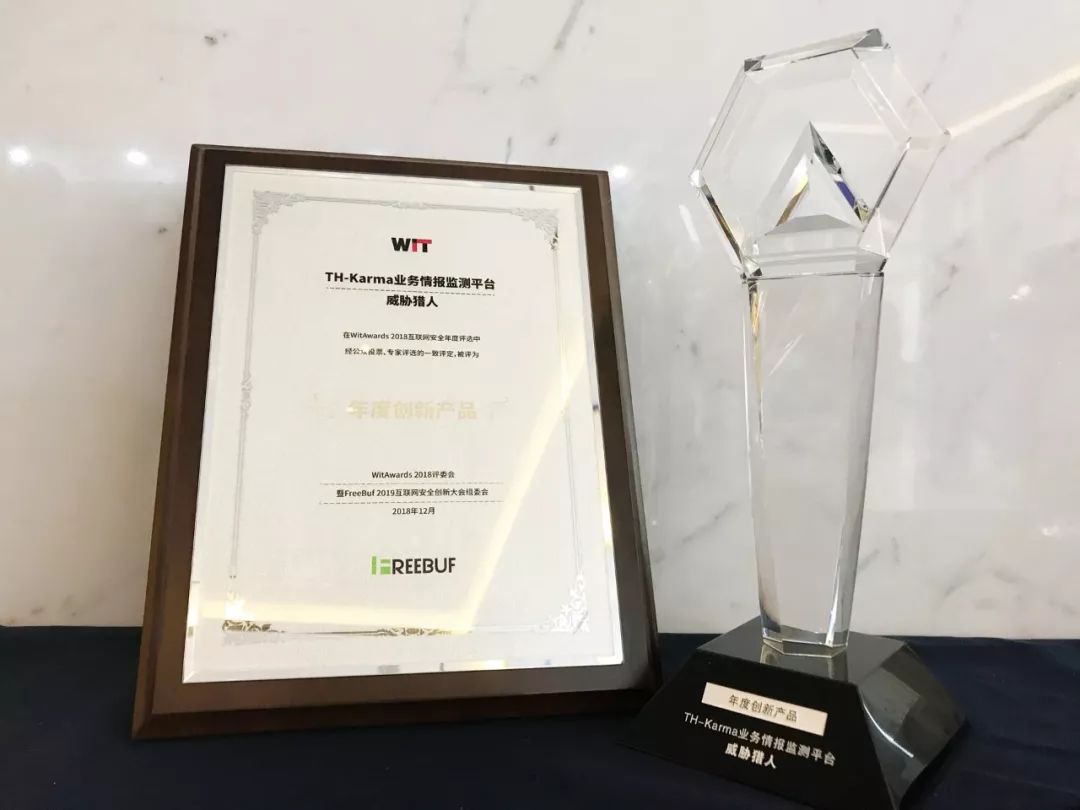 WIT
TH-Karma业务情报监测平台
威胁猎人
在WitAwards 2018互联网安全年度评选中
经公众投票、专家评选的一致评定,被评为
年度创新产品
WitAwards 2018评委会
暨FreeBuf 2019互联网安全创新大会组委会
2018年12月
FREEBUF
年度创新产品
TH-Karma业务情报监测平台
威胁猎人